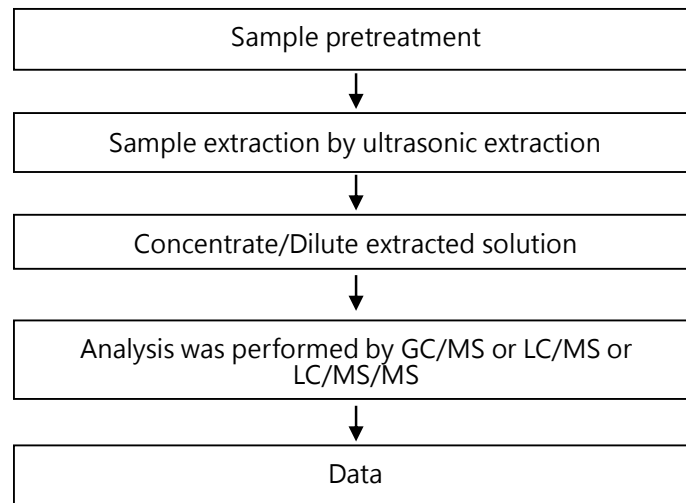 Sample pretreatment
Sample extraction by ultrasonic extraction
Concentrate/Dilute extracted solution
Analysis was performed by GC/MS or LC/MS or
LC/MS/MS
Data